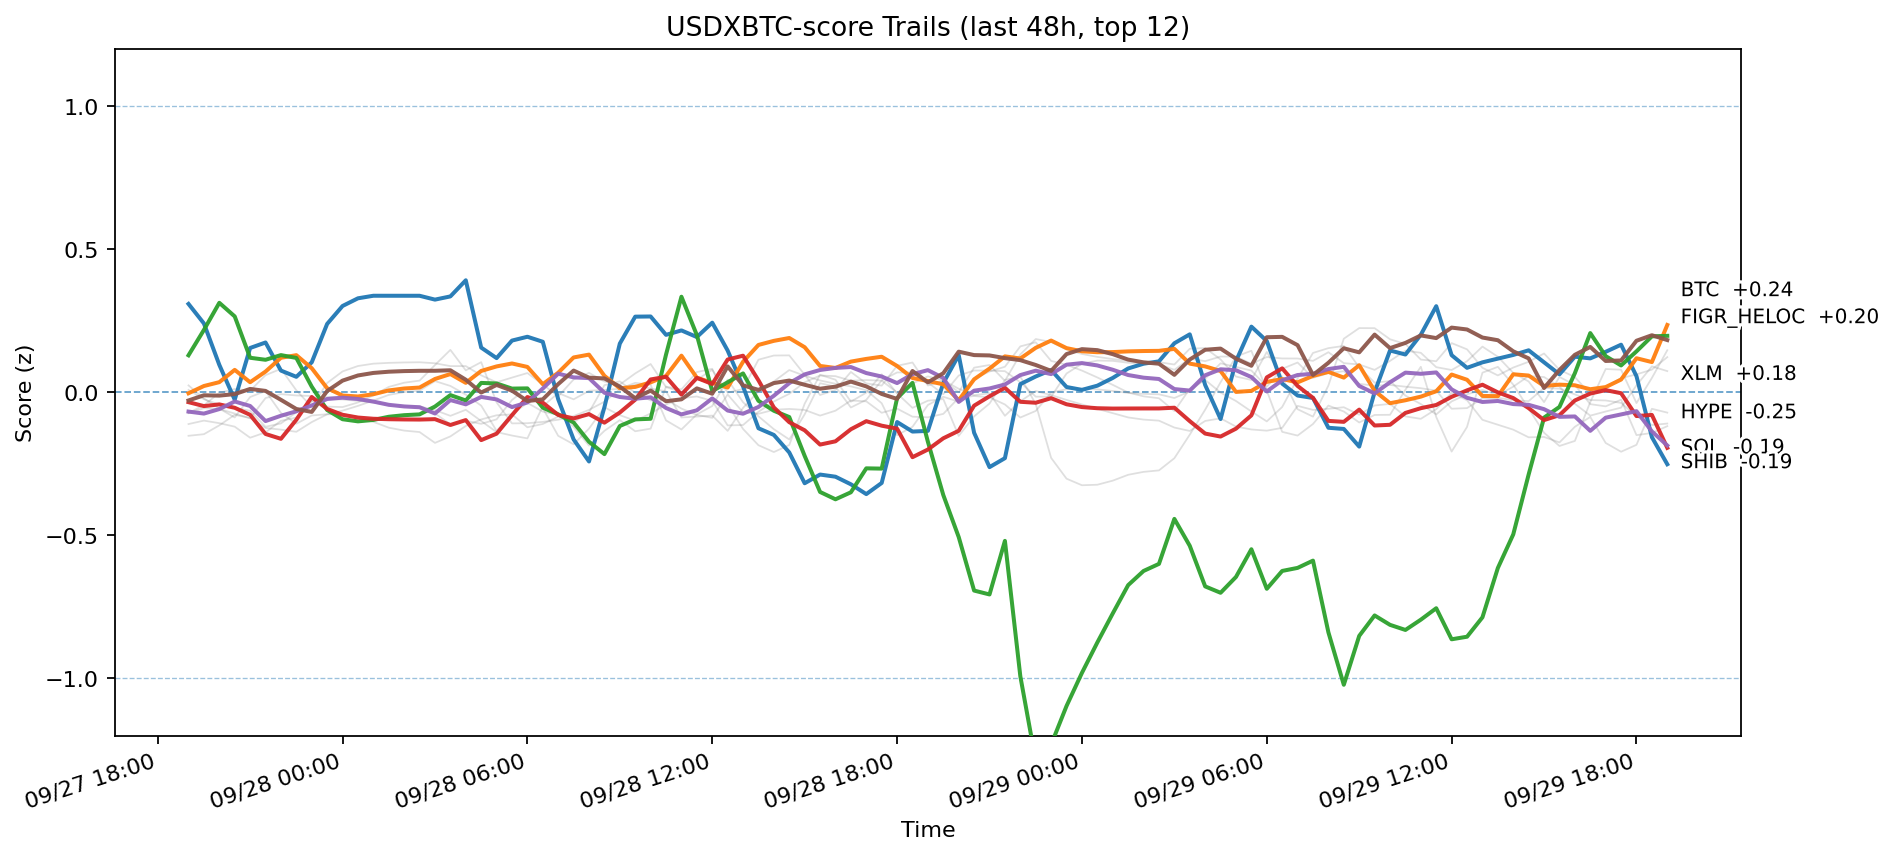 USDXBTC-score Trails (last 48h, top 12)
Score (z)
1.0
0.5
0.0
−0.5
−1.0
BTC +0.24
FIGR_HELOC +0.20
XLM +0.18
HYPE -0.25
SOL -0.19
SHIB -0.19
09/27 18:00
09/28 00:00
09/28 06:00
09/28 12:00
09/28 18:00
09/29 00:00
09/29 06:00
09/29 12:00
09/29 18:00
Time